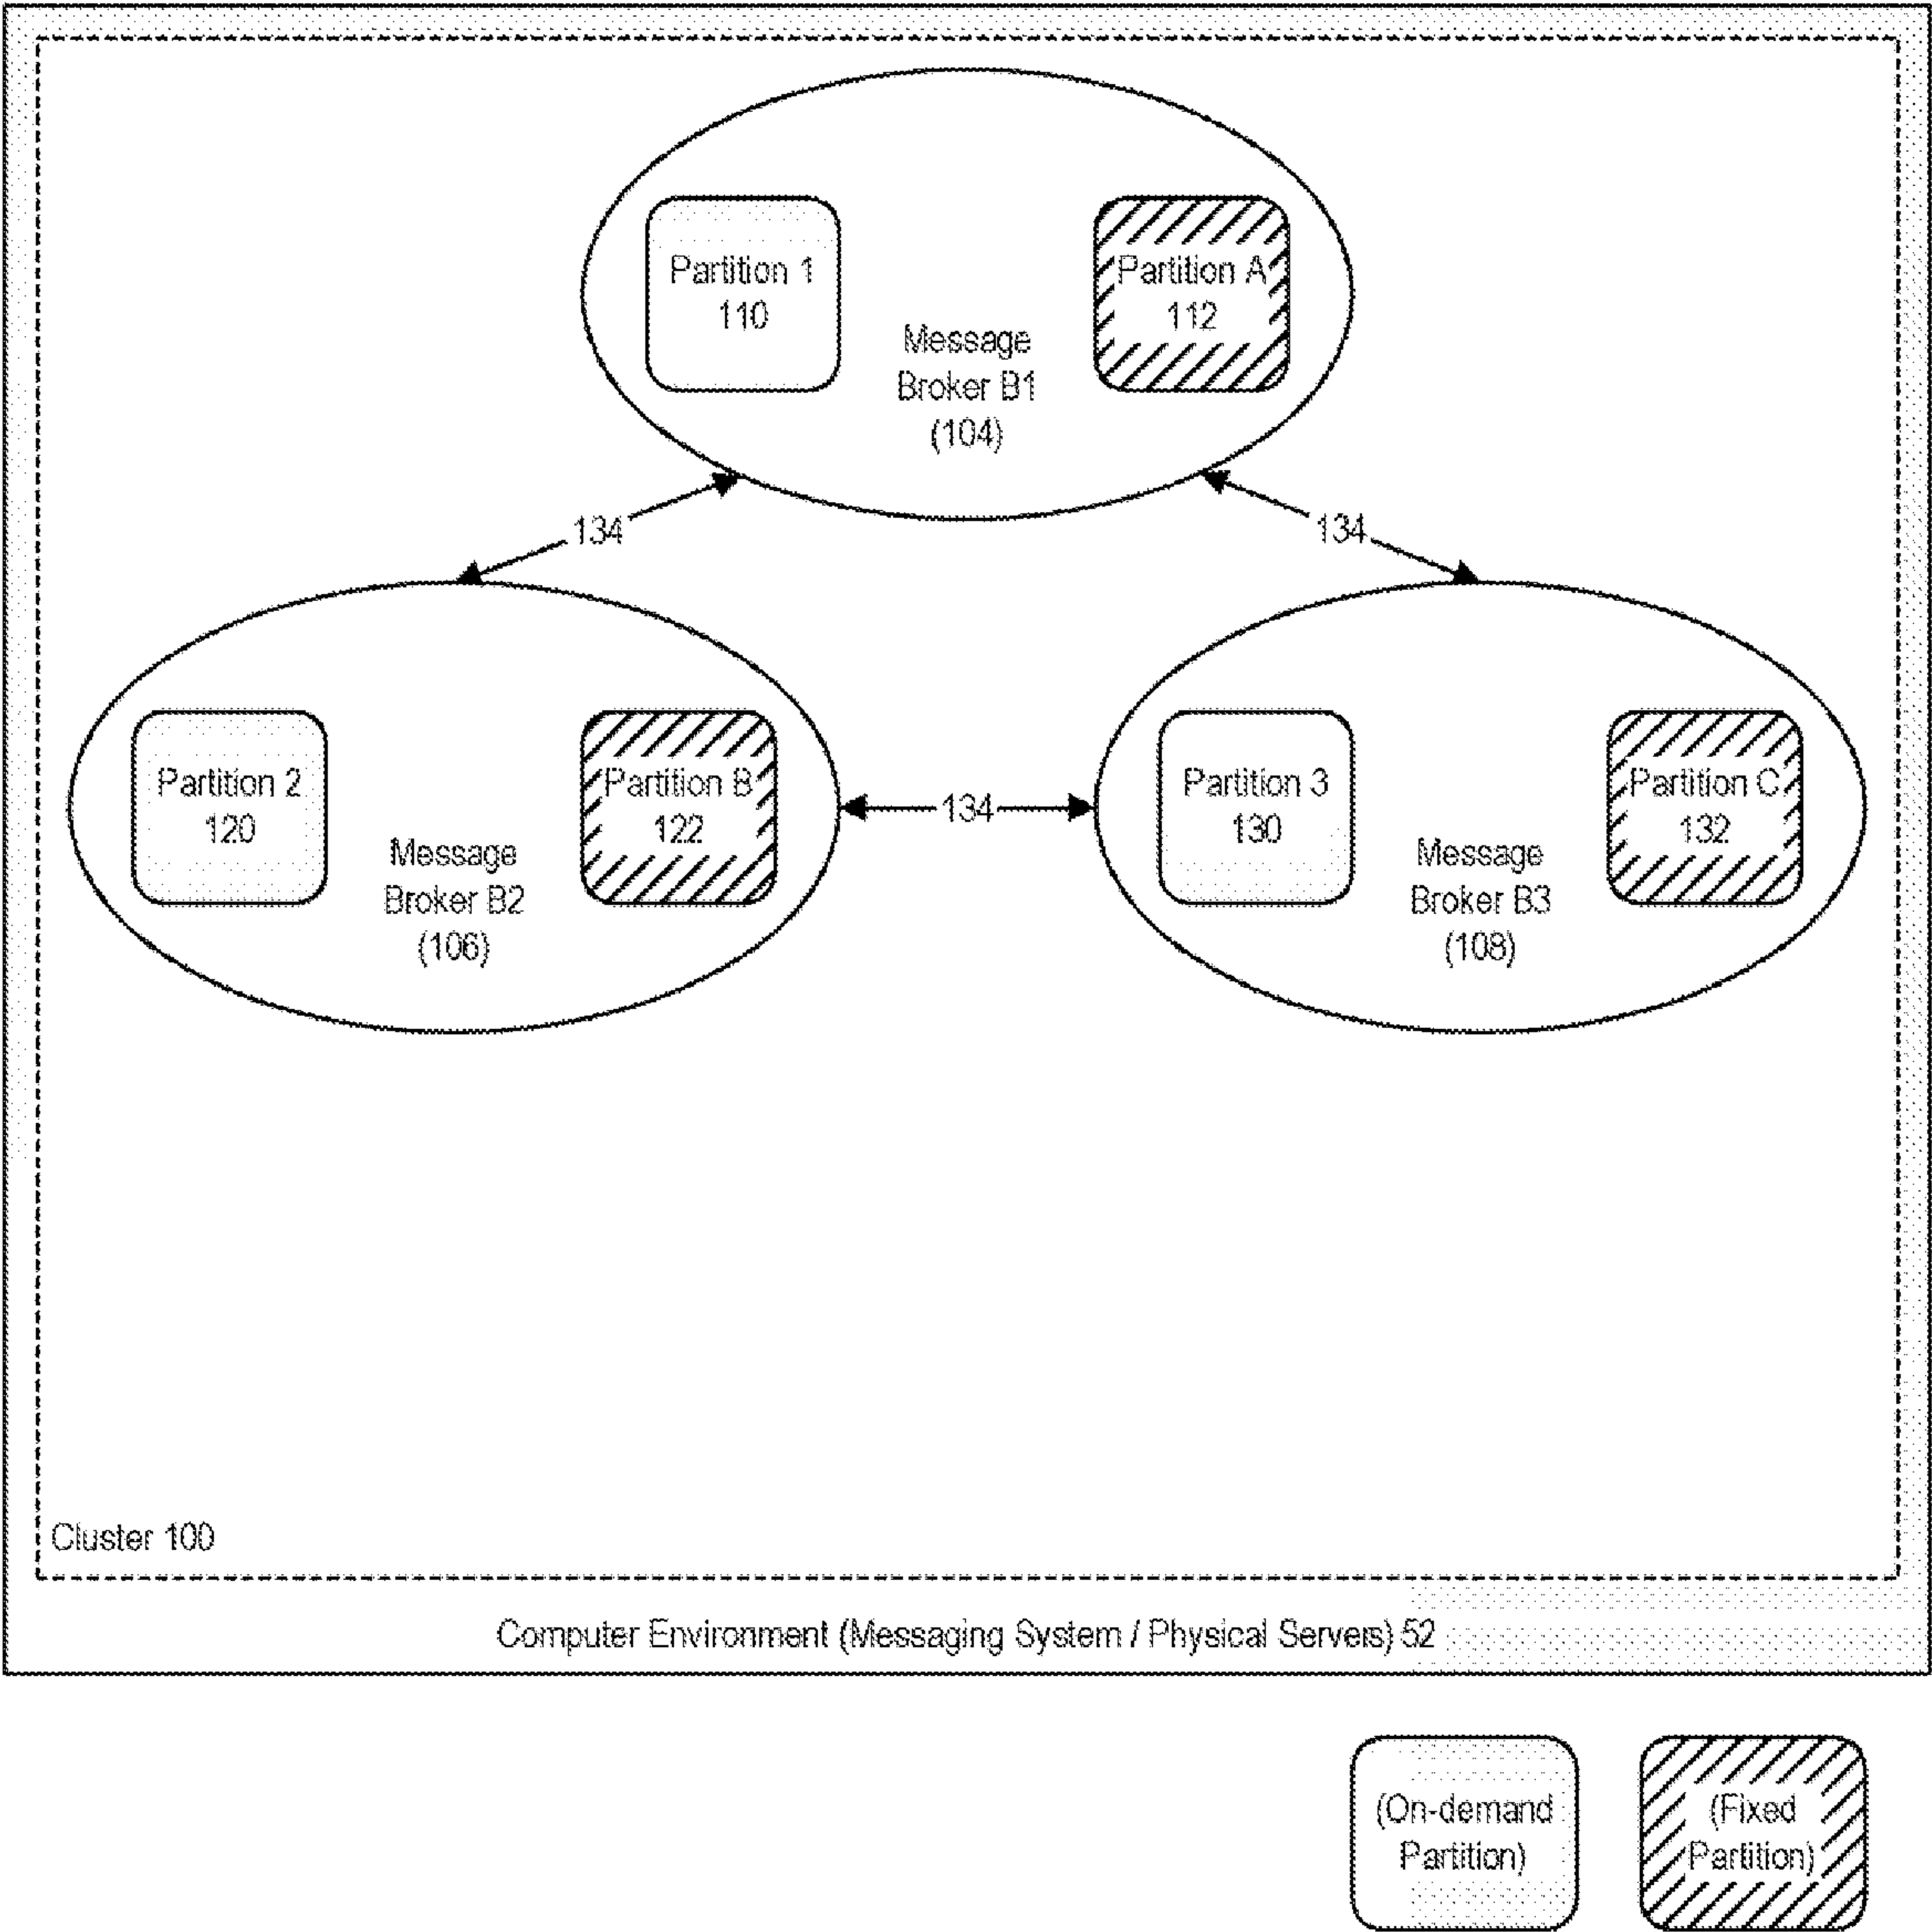 Partition 1
110
Partition A
112
Message
Broker B1
(104)
134
134
Partition 2
120
Partition B
122
Message
Broker B2
(106)
134
Partition 3
130
Partition C
132
Message
Broker B3
(108)
Cluster 100
Computer Environment (Messaging System / Physical Servers) 52
(On-demand
Partition)
(Fixed
Partition)